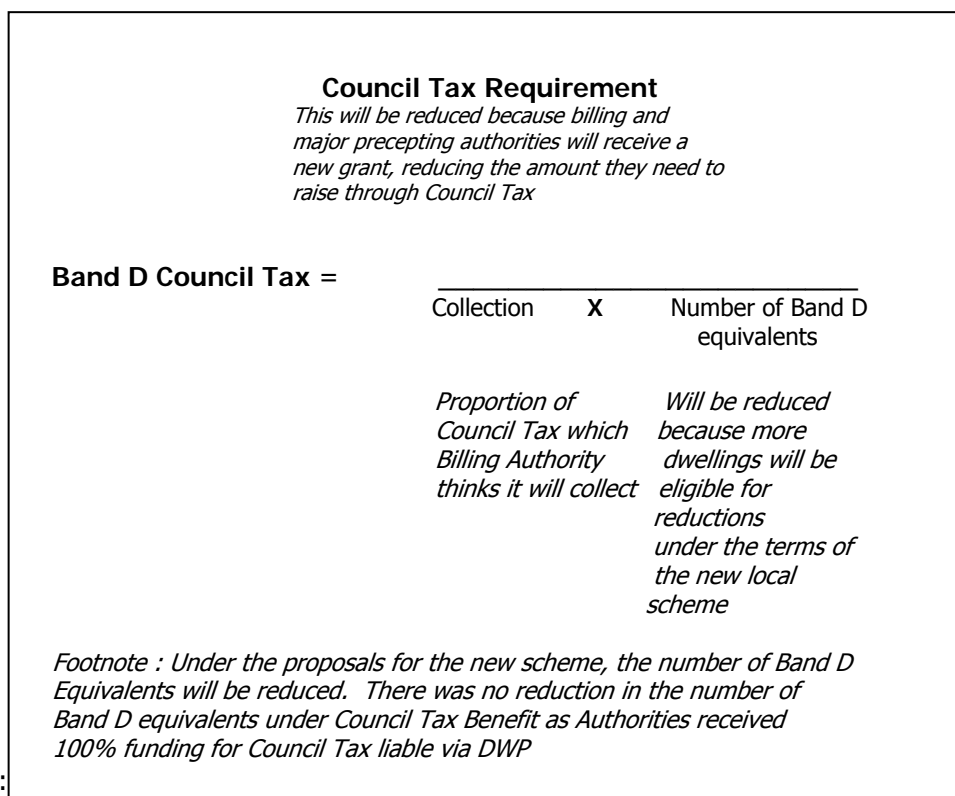 Council Tax Requirement
This will be reduced because billing and
major precepting authorities will receive a
new grant, reducing the amount they need to
raise through Council Tax
Band D Council Tax =
Collection X Number of Band D
equivalents
Proportion of Will be reduced
Council Tax which because more
Billing Authority dwellings will be
thinks it will collect eligible for
reductions
under the terms of
the new local
scheme
Footnote : Under the proposals for the new scheme, the number of Band D
Equivalents will be reduced. There was no reduction in the number of
Band D equivalents under Council Tax Benefit as Authorities received
100% funding for Council Tax liable via DWP
: